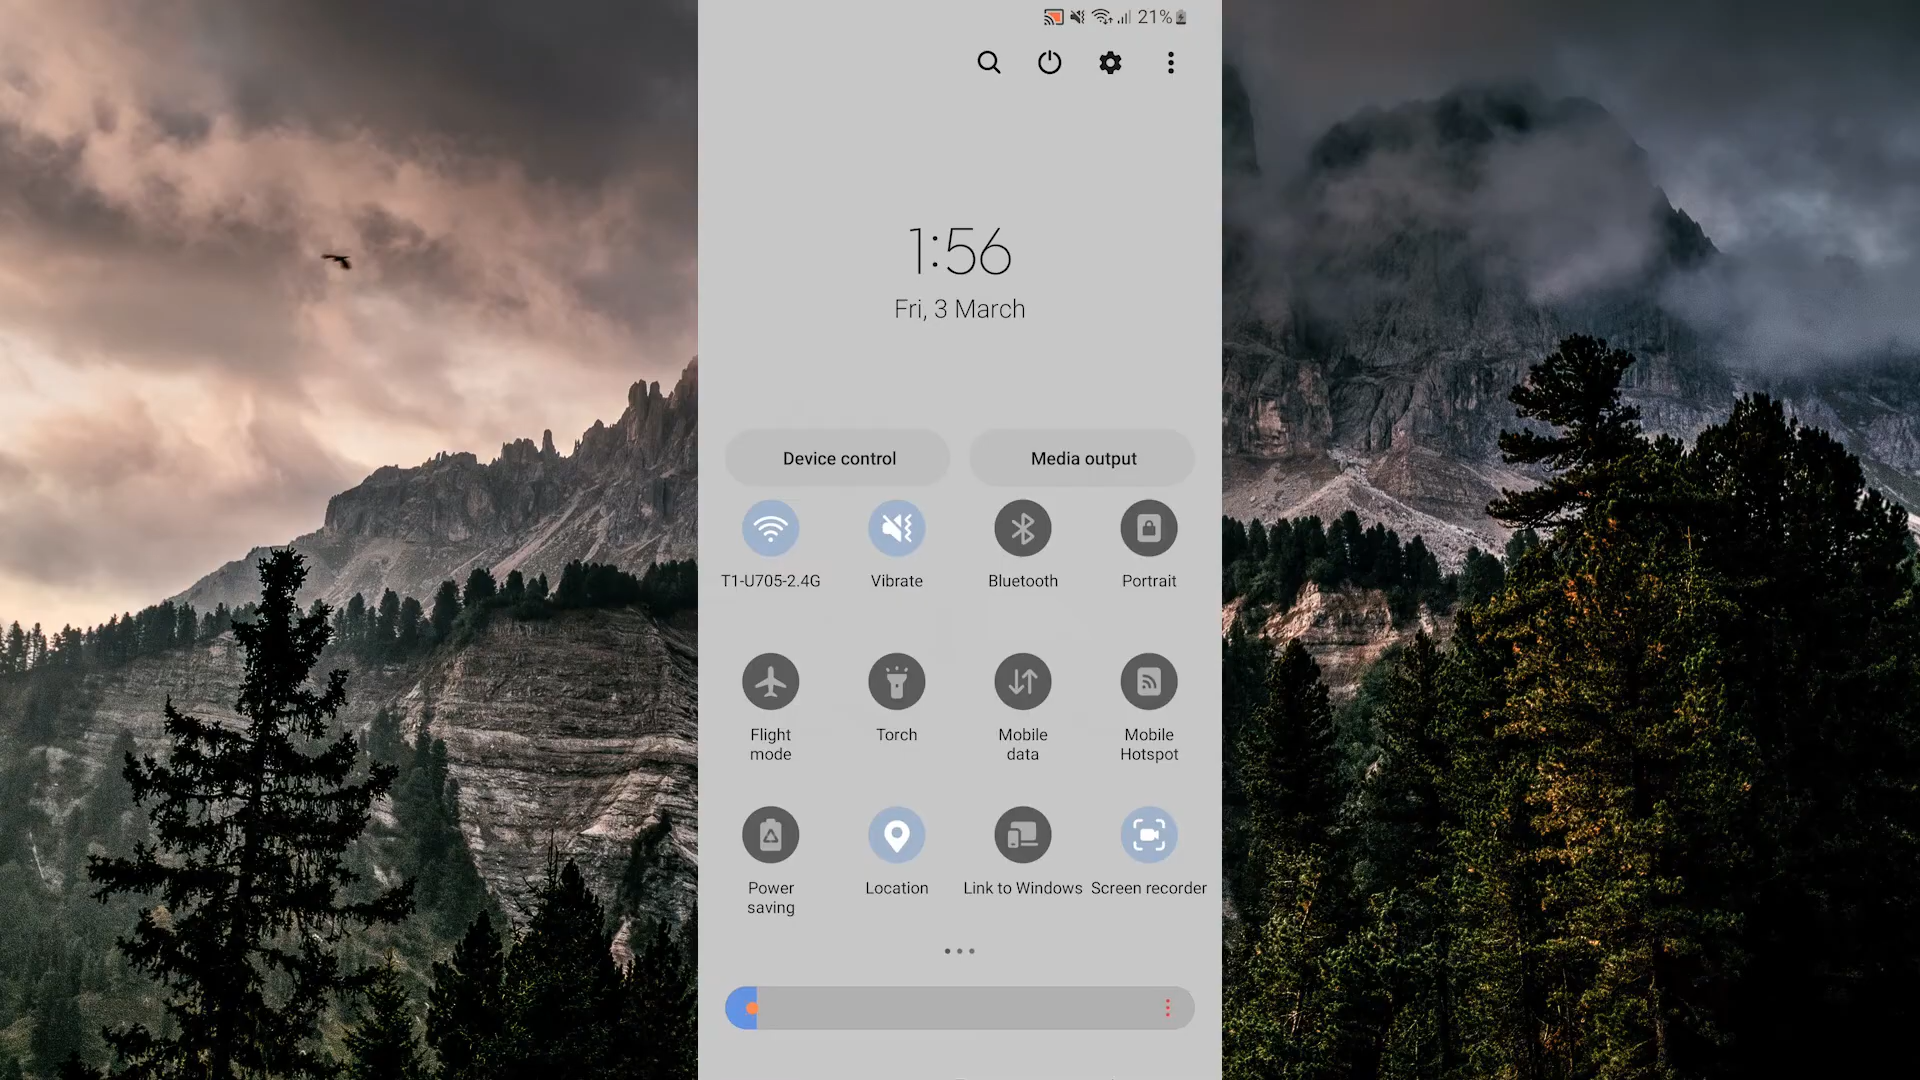 21%
1:56
Fri, 3 March
Device control
Media output
T1-U705-2.4G
Vibrate
Bluetooth
Portrait
Flight
mode
Torch
Mobile
data
Mobile
Hotspot
Power
saving
Location
Link to Windows
Screen recorder